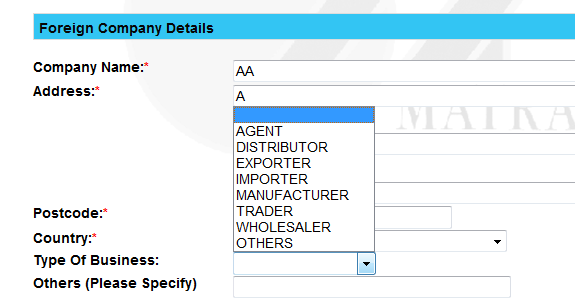 Foreign Company Details
Company Name:* AA
Address:* A
MATRA
AGENT
DISTRIBUTOR
EXPORTER
IMPORTER
MANUFACTURER
TRADER
WHOLESALER
OTHERS
Postcode:*
Country:*
Type Of Business:
Others (Please Specify)